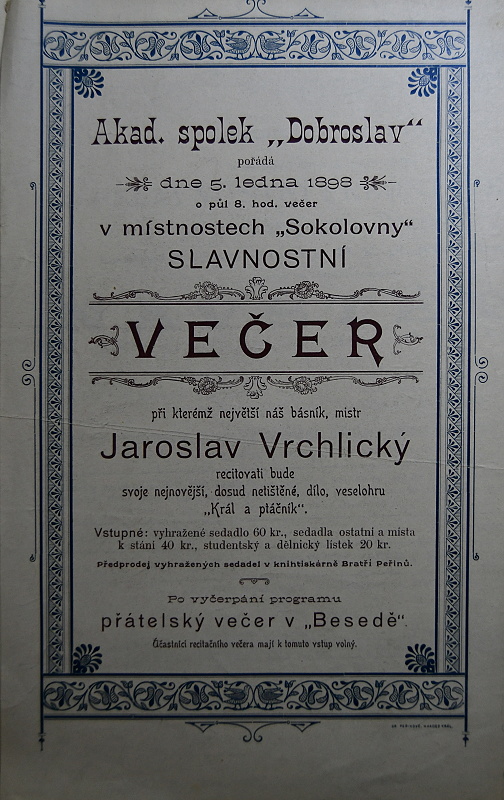 Akad. spolek „Dobroslav“
pořádá
dne 5. ledna 1898
o půl 8. hod. večer
v místnostech „Sokolovny“
SLAVNOSTNÍ
VEČER
při kterémž největší náš básník, mistr
Jaroslav Vrchlický
recitovati bude
svoje nejnovější, dosud netištěné, dílo, veselohru
„Král a ptáčník“.
Vstupné: vyhražené sedadlo 60 kr., sedadla ostatní a místa
k stání 40 kr., studentský a dělnický lístek 20 kr.
Předprodej vyhražených sedadel v knihtiskárně Bratří Peřinů.
Po vyčerpání programu
přátelský večer v „Besedě“.
Účastníci recitačního večera mají k tomuto vstup volný.